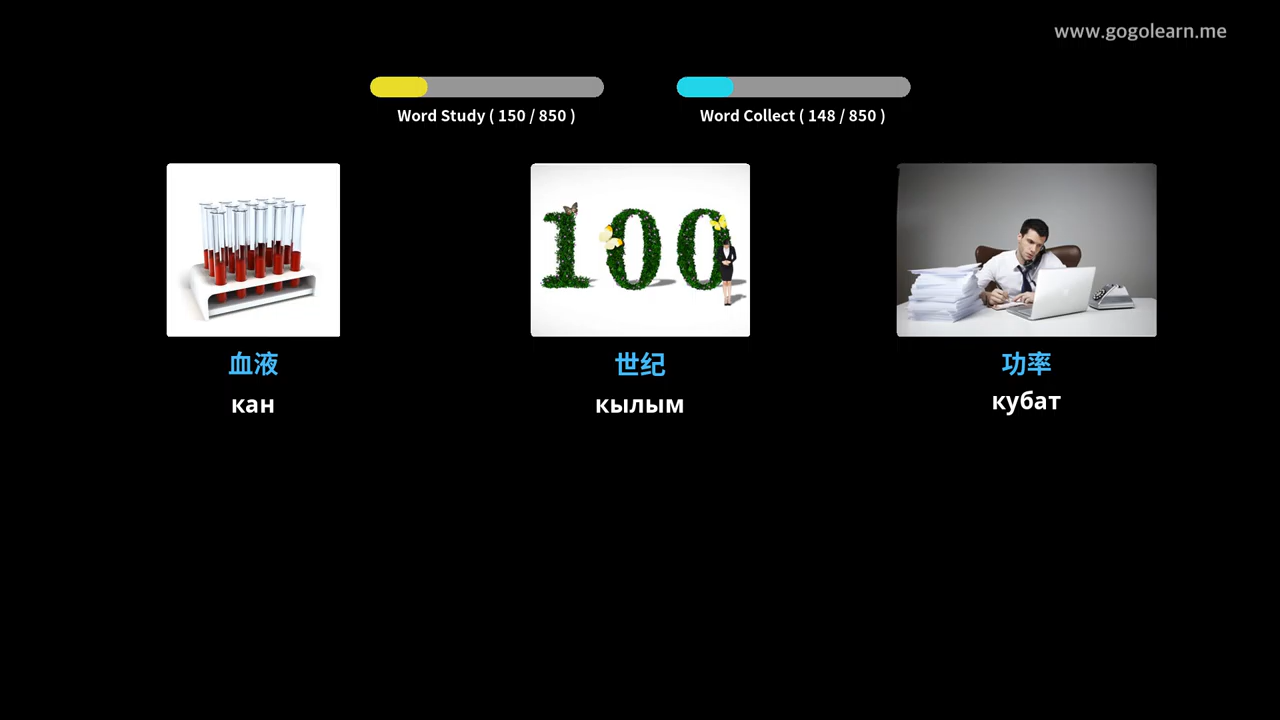 www.gogolearn.me
Word Study ( 150 / 850 )
Word Collect ( 148 / 850 )
100
血液
кан
世纪
кылым
功率
кубат